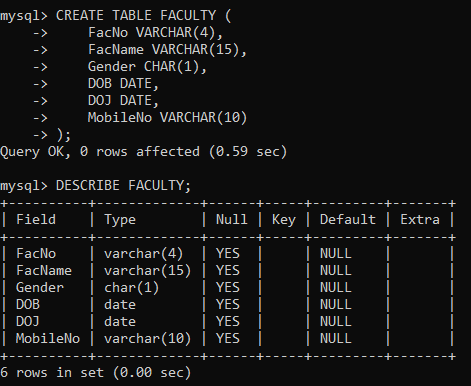 mysql> CREATE TABLE FACULTY (
    ->     FacNo VARCHAR(4),
    ->     FacName VARCHAR(15),
    ->     Gender CHAR(1),
    ->     DOB DATE,
    ->     DOJ DATE,
    ->     MobileNo VARCHAR(10)
    -> );
Query OK, 0 rows affected (0.59 sec)

mysql> DESCRIBE FACULTY;
+----------+-------------+------+-----+---------+-------+
| Field    | Type        | Null | Key | Default | Extra |
+----------+-------------+------+-----+---------+-------+
| FacNo    | varchar(4)  | YES  |     | NULL    |       |
| FacName  | varchar(15) | YES  |     | NULL    |       |
| Gender   | char(1)     | YES  |     | NULL    |       |
| DOB      | date        | YES  |     | NULL    |       |
| DOJ      | date        | YES  |     | NULL    |       |
| MobileNo | varchar(10) | YES  |     | NULL    |       |
+----------+-------------+------+-----+---------+-------+
6 rows in set (0.00 sec)